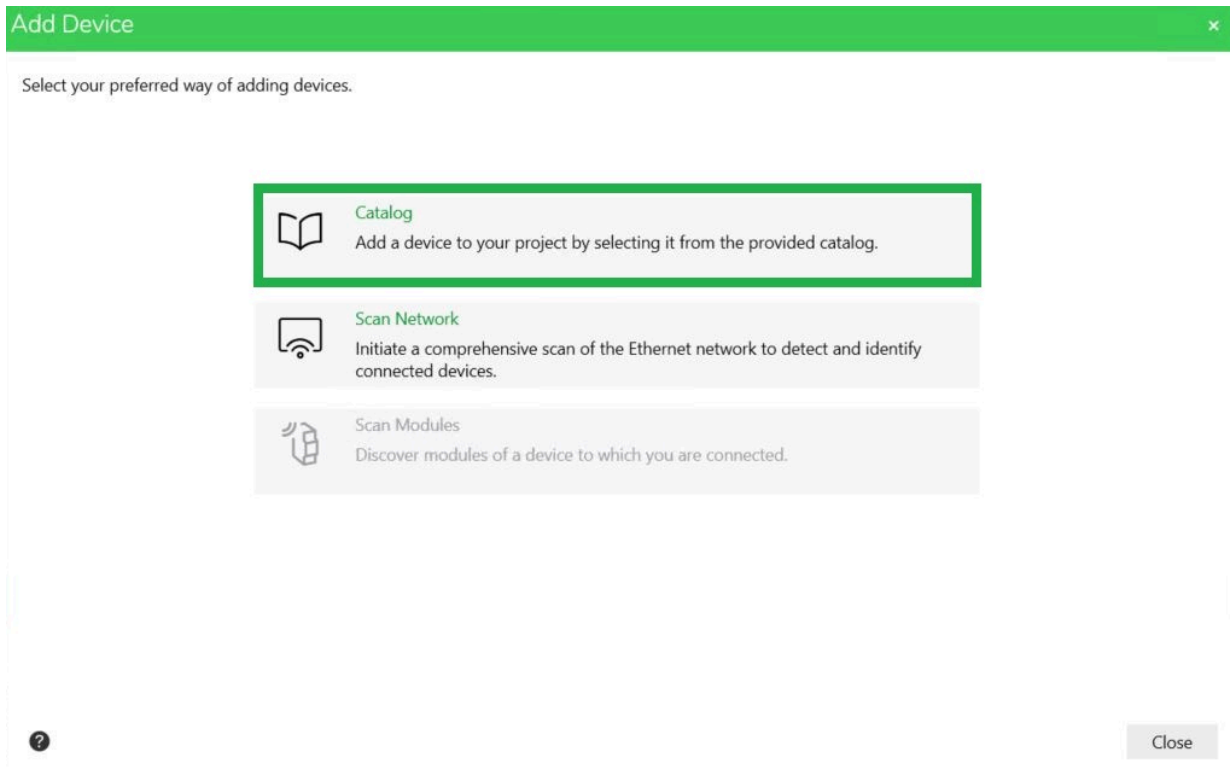 Add Device
Select your preferred way of adding devices.
Catalog
Add a device to your project by selecting it from the provided catalog.
Scan Network
Initiate a comprehensive scan of the Ethernet network to detect and identify
connected devices.
Scan Modules
Discover modules of a device to which you are connected.
Close